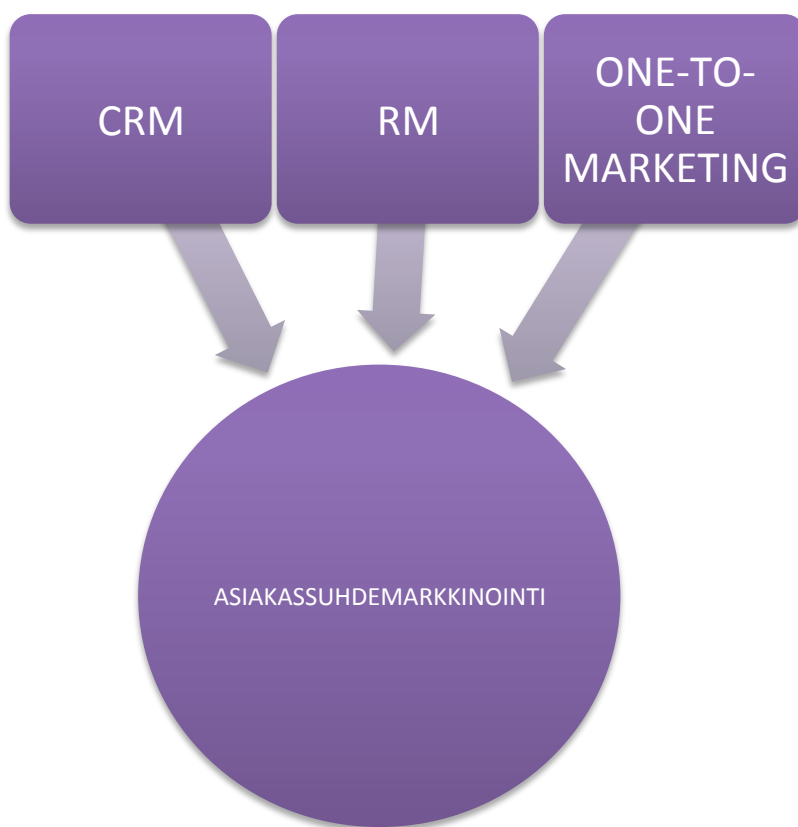 CRM
RM
ONE-TO-
ONE
MARKETING
ASIAKASSUHDEMARKKINOINTI